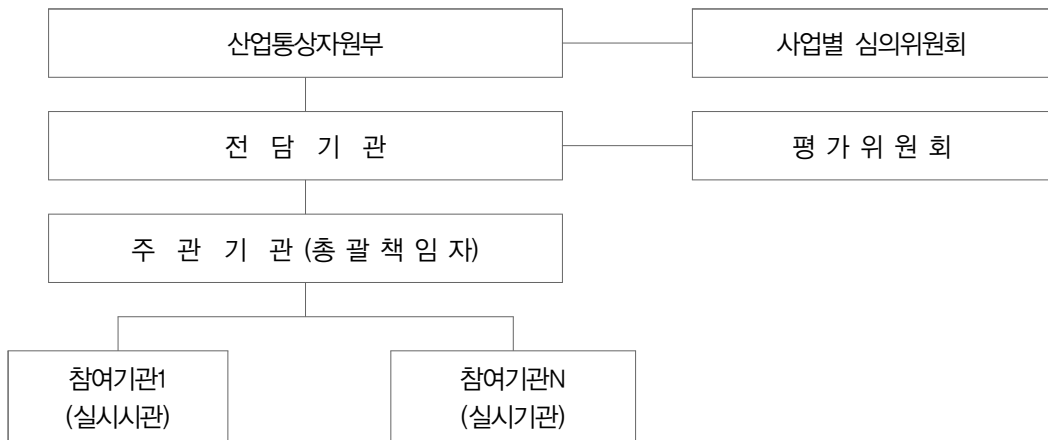 산업통상자원부
사업별 심의위원회
전 담 기 관
평 가 위 원 회
주 관 기 관 (총 괄 책 임 자)
참여기관1
(실시시관)
참여기관N
(실시기관)